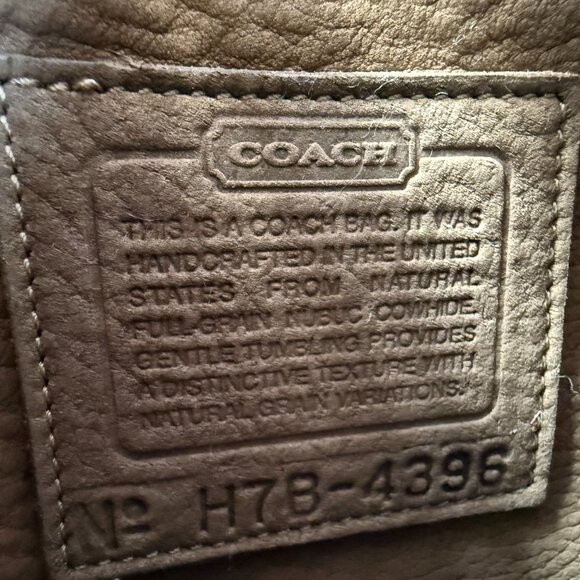 COACH
THIS IS A COACH BAG. IT WAS
HANDCRAFTED IN THE UNITED
STATES FROM NATURAL
FULL-GRAIN NUBUC COWHIDE.
GENTLE TUMBLING PROVIDES
A DISTINCTIVE TEXTURE WITH
NATURAL GRAIN VARIATIONS.
Nº H7B-4396